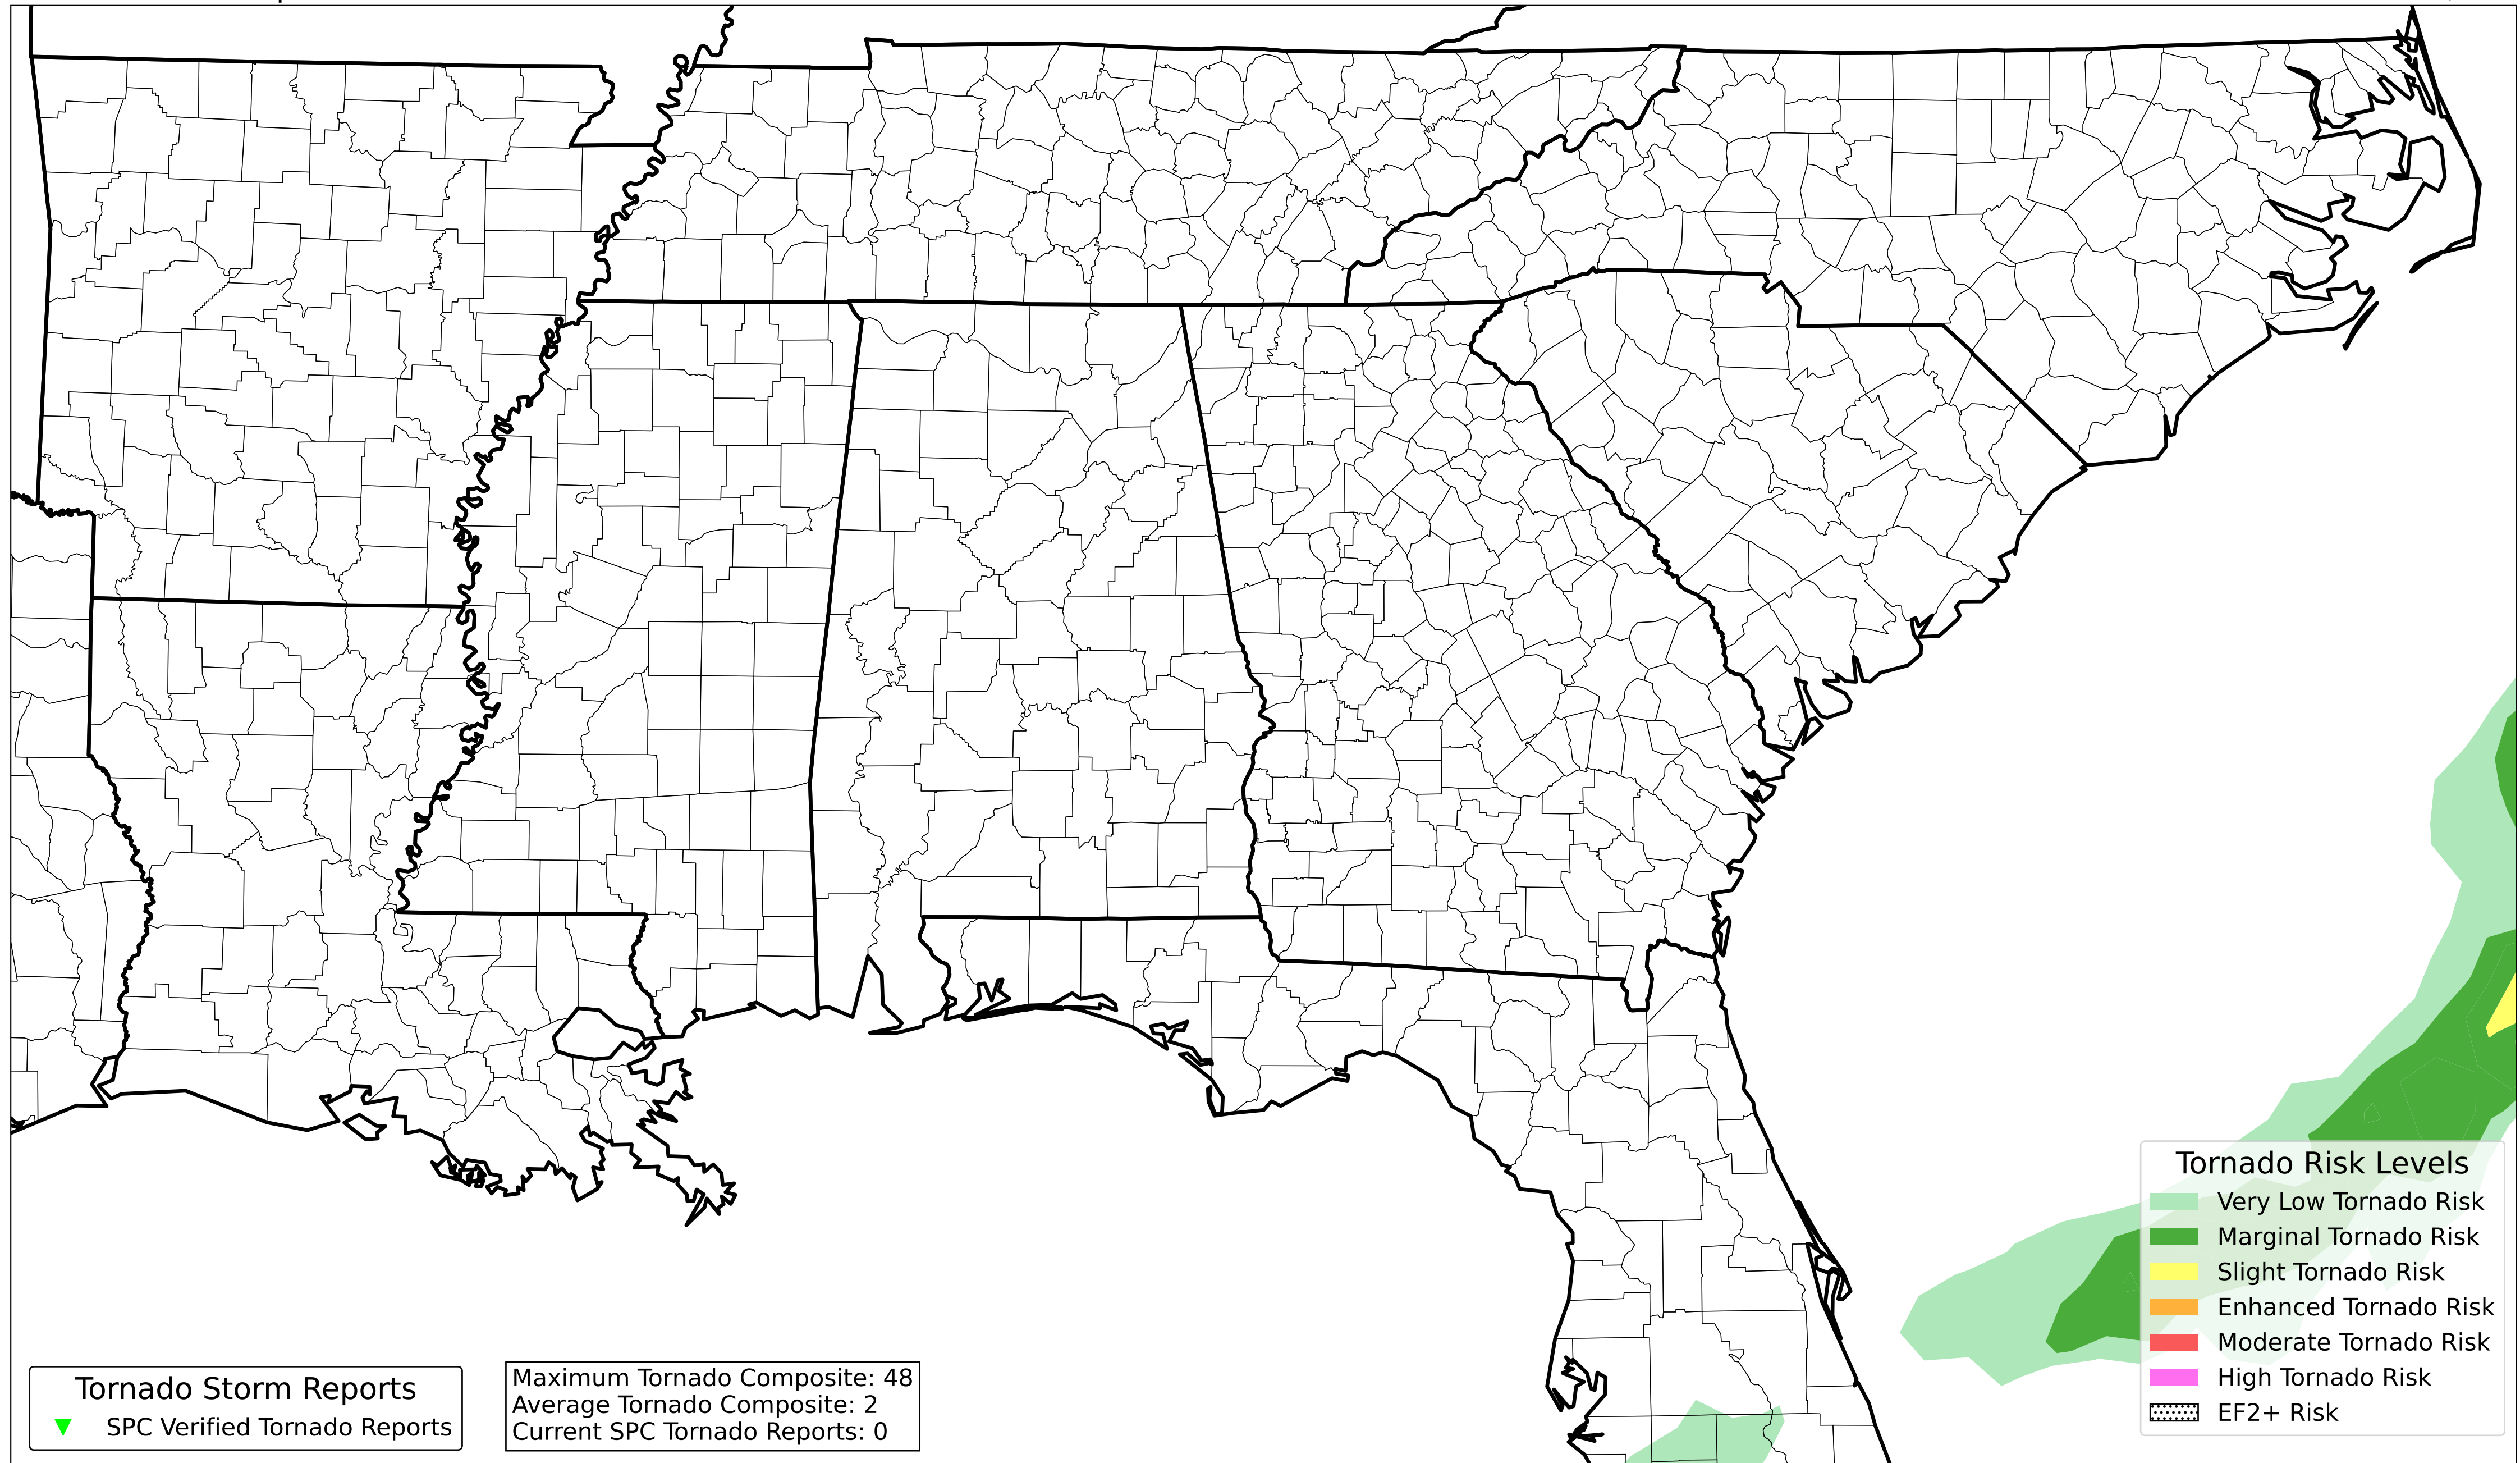 Tornado Risk Levels
Very Low Tornado Risk
Marginal Tornado Risk
Slight Tornado Risk
Enhanced Tornado Risk
Moderate Tornado Risk
High Tornado Risk
EF2+ Risk
Tornado Storm Reports
SPC Verified Tornado Reports
Maximum Tornado Composite: 48
Average Tornado Composite: 2
Current SPC Tornado Reports: 0